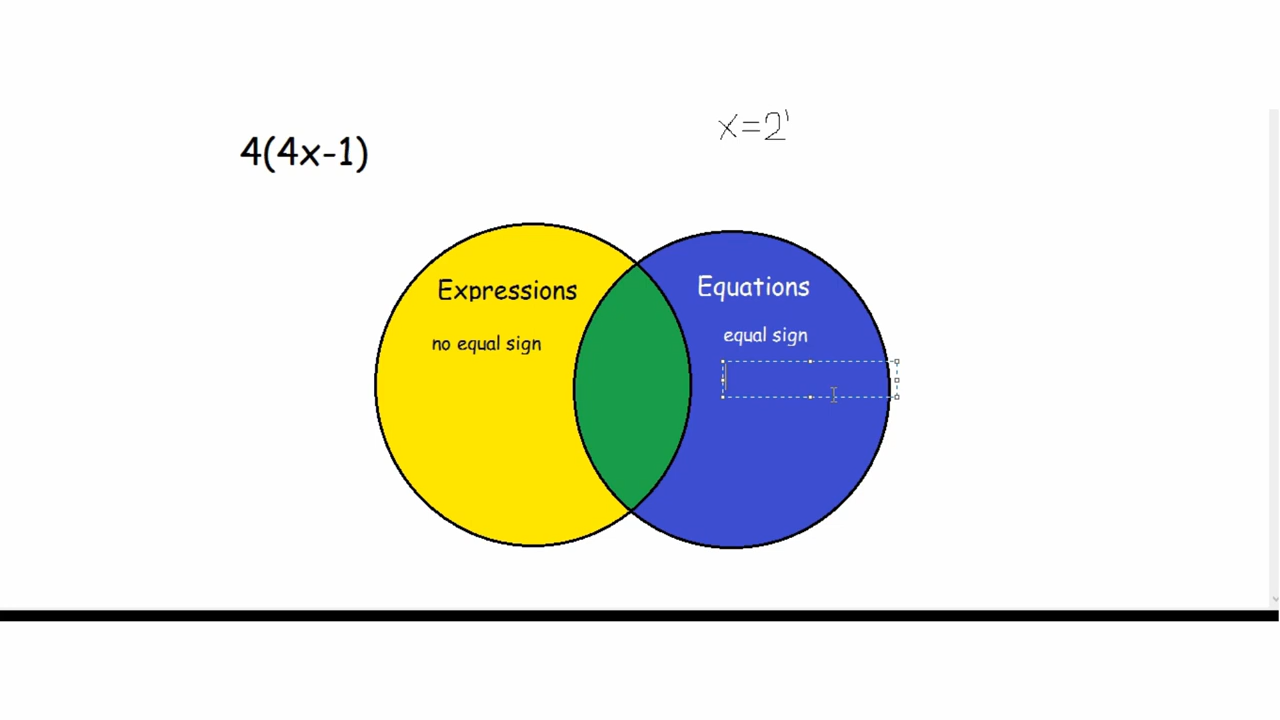 x=2'
4(4x-1)
Expressions
Equations
no equal sign
equal sign